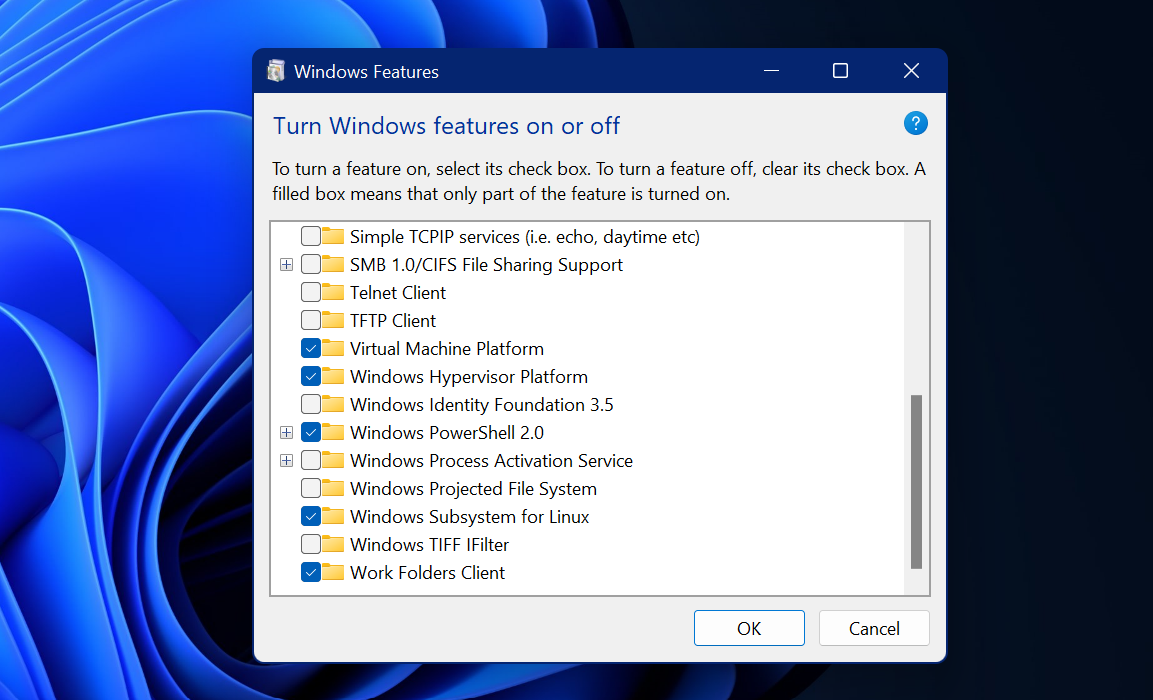 Windows Features
Turn Windows features on or off
?
To turn a feature on, select its check box. To turn a feature off, clear its check box. A
filled box means that only part of the feature is turned on.
Simple TCPIP services (i.e. echo, daytime etc)
SMB 1.0/CIFS File Sharing Support
Telnet Client
TFTP Client
Virtual Machine Platform
Windows Hypervisor Platform
Windows Identity Foundation 3.5
Windows PowerShell 2.0
Windows Process Activation Service
Windows Projected File System
Windows Subsystem for Linux
Windows TIFF IFilter
Work Folders Client
OK
Cancel